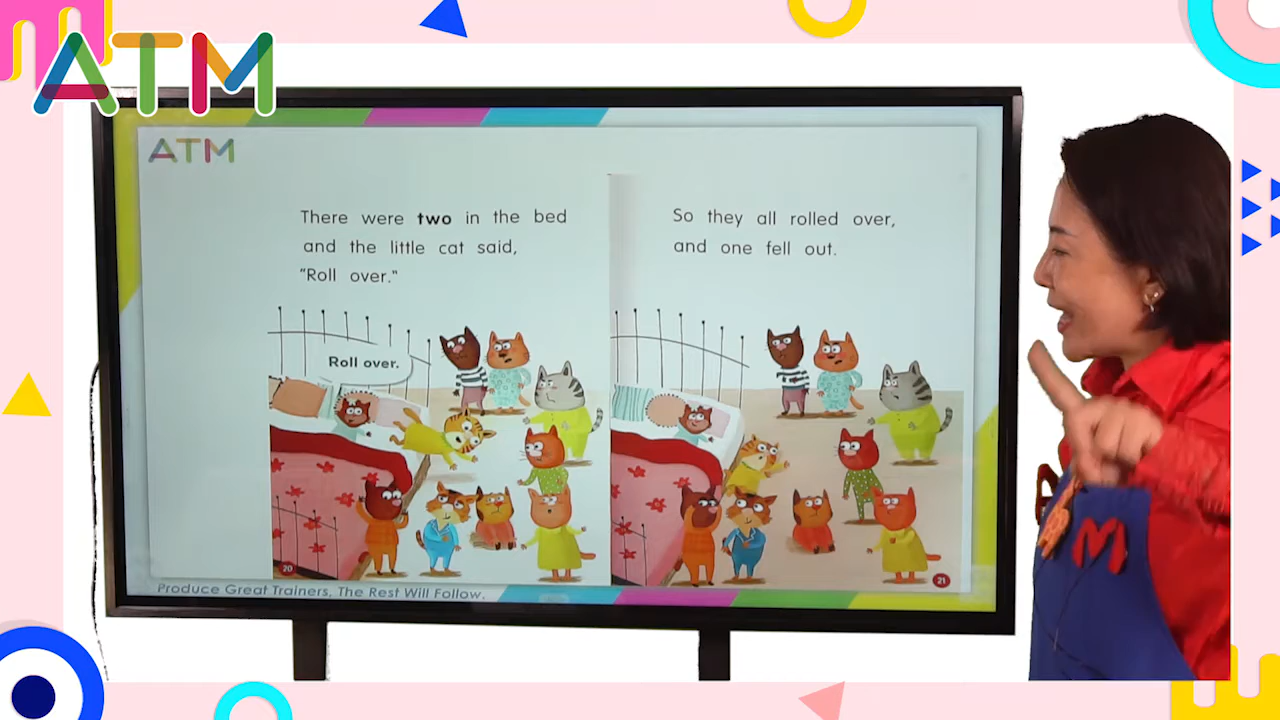 ATM
ATM
There were two in the bed
and the little cat said,
"Roll over."
Roll over.
20
So they all rolled over,
and one fell out.
21
Produce Great Trainers, The Rest Will Follow.
M